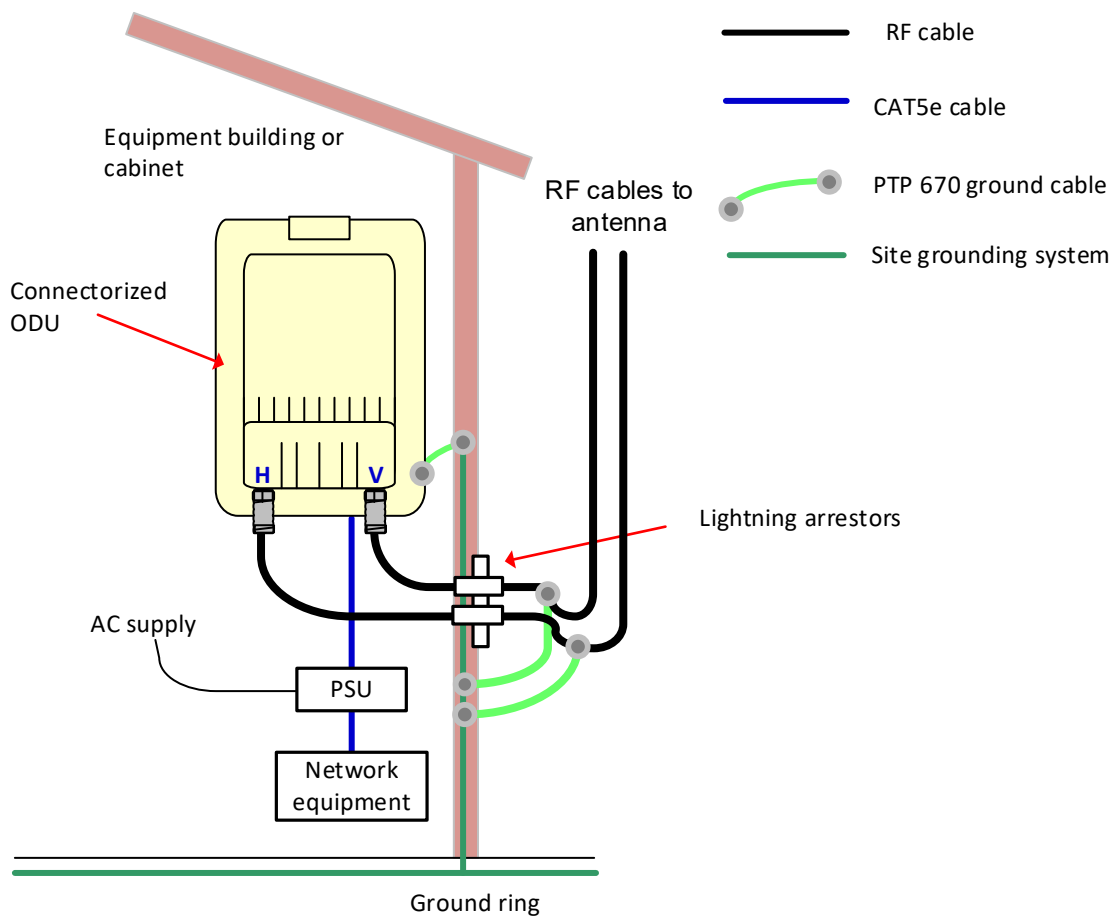 RF cable
CAT5e cable
Equipment building or
cabinet
RF cables to
antenna
PTP 670 ground cable
Site grounding system
Connectorized
ODU
H
V
Lightning arrestors
AC supply
PSU
Network
equipment
Ground ring